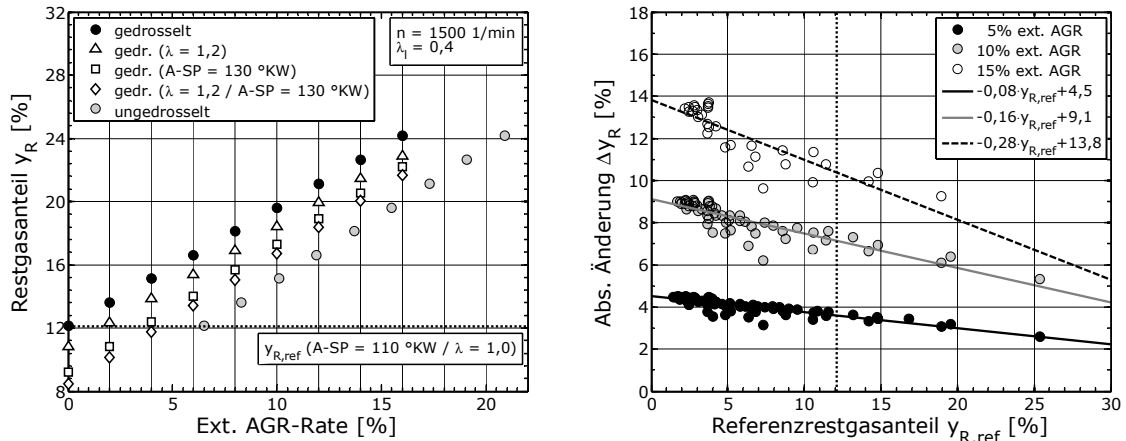 28
24
20
16
12
8
Restgasanteil y_R [%]
0
5
10
15
20
Ext. AGR-Rate [%]
gedrosselt
gedr. (λ = 1,2)
gedr. (A-SP = 130 °KW)
gedr. (λ = 1,2 / A-SP = 130 °KW)
ungedrosselt
n = 1500 1/min
λ_l = 0,4
y_R,ref (A-SP = 110 °KW / λ = 1,0)
18
16
14
12
10
8
6
4
2
0
Abs. Änderung Δy_R [%]
0
5
10
15
20
25
30
Referenzrestgasanteil y_R,ref [%]
5% ext. AGR
10% ext. AGR
15% ext. AGR
-0,08·y_R,ref+4,5
-0,16·y_R,ref+9,1
-0,28·y_R,ref+13,8